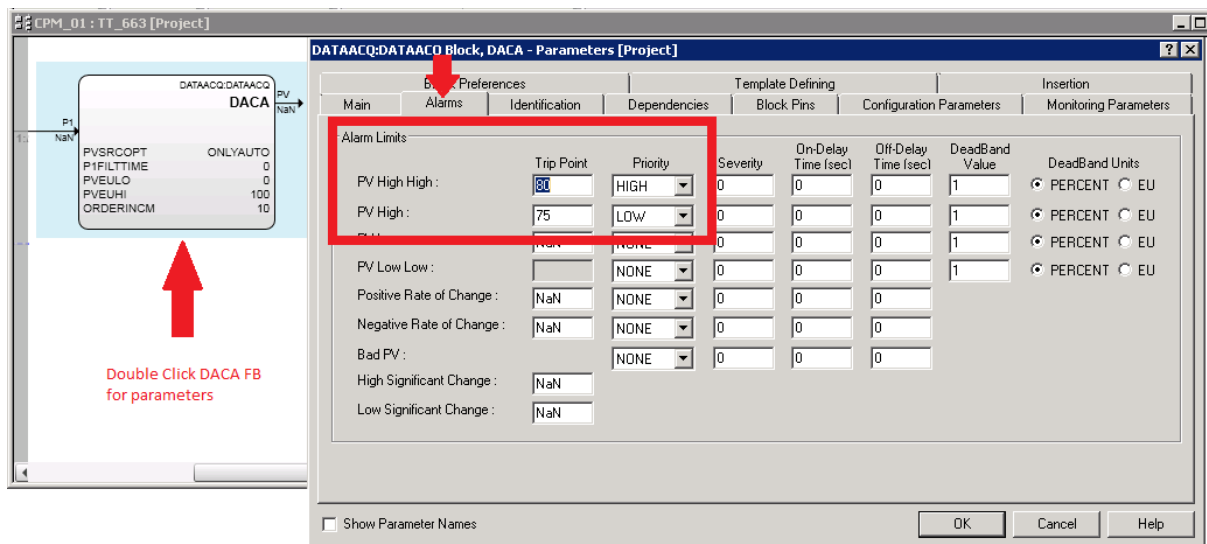 CPM_01 : TT_663 [Project]
DATAACQ:DATAACQ
DACA
PV
NaN
P1
NaN
PVSRCOPT ONLYAUTO
P1FILTTIME 0
PVEULO 0
PVEUHI 100
ORDERINCM 10
Double Click DACA FB
for parameters
DATAACQ:DATAACQ Block, DACA - Parameters [Project]
Preferences Template Defining Insertion
Main Alarms Identification Dependencies Block Pins Configuration Parameters Monitoring Parameters
Alarm Limits
Trip Point Priority Severity On-Delay Time (sec) Off-Delay Time (sec) DeadBand Value DeadBand Units
PV High High : 80 HIGH 0 0 0 1 PERCENT EU
PV High : 75 LOW 0 0 0 1 PERCENT EU
NaN NONE 0 0 0 1 PERCENT EU
PV Low Low : NONE 0 0 0 1 PERCENT EU
Positive Rate of Change : NaN NONE 0 0 0
Negative Rate of Change : NaN NONE 0 0 0
Bad PV : NONE 0 0 0
High Significant Change : NaN
Low Significant Change : NaN
Show Parameter Names
OK Cancel Help